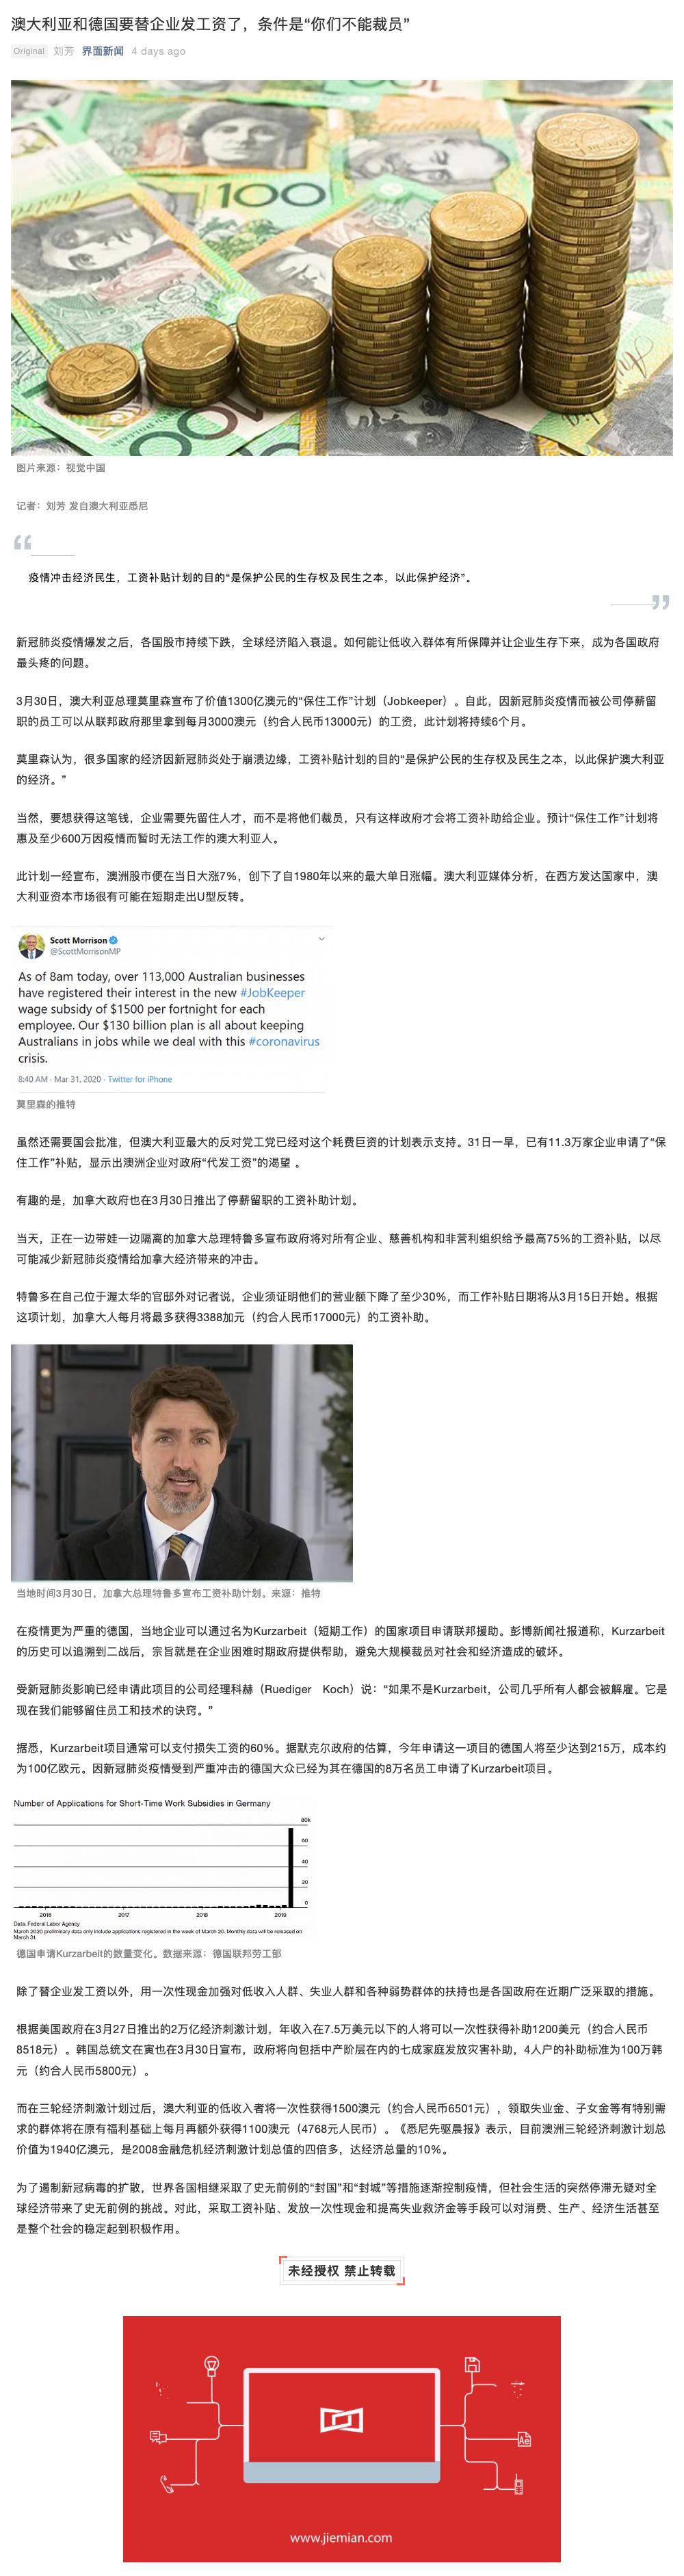 澳大利亚和德国要替企业发工资了，条件是“你们不能裁员”
Original 刘芳 界面新闻 4 days ago
100
图片来源：视觉中国
记者：刘芳 发自澳大利亚悉尼
疫情冲击经济民生，工资补贴计划的目的“是保护公民的生存权及民生之本，以此保护经济”。
新冠肺炎疫情爆发之后，各国股市持续下跌，全球经济陷入衰退。如何能让低收入群体有所保障并让企业生存下来，成为各国政府
最头疼的问题。
3月30日，澳大利亚总理莫里森宣布了价值1300亿澳元的“保住工作”计划（Jobkeeper）。自此，因新冠肺炎疫情而被公司停薪留
职的员工可以从联邦政府那里拿到每月3000澳元（约合人民币13000元）的工资，此计划将持续6个月。
莫里森认为，很多国家的经济因新冠肺炎处于崩溃边缘，工资补贴计划的目的“是保护公民的生存权及民生之本，以此保护澳大利亚
的经济。”
当然，要想获得这笔钱，企业需要先留住人才，而不是将他们裁员，只有这样政府才会将工资补助给企业。预计“保住工作”计划将
惠及至少600万因疫情而暂时无法工作的澳大利亚人。
此计划一经宣布，澳洲股市便在当日大涨7%，创下了自1980年以来的最大单日涨幅。澳大利亚媒体分析，在西方发达国家中，澳
大利亚资本市场很有可能在短期走出U型反转。
Scott Morrison
@ScottMorrisonMP
As of 8am today, over 113,000 Australian businesses
have registered their interest in the new #JobKeeper
wage subsidy of $1500 per fortnight for each
employee. Our $130 billion plan is all about keeping
Australians in jobs while we deal with this #coronavirus
crisis.
8:40 AM · Mar 31, 2020 · Twitter for iPhone
莫里森的推特
虽然还需要国会批准，但澳大利亚最大的反对党工党已经对这个耗费巨资的计划表示支持。31日一早，已有11.3万家企业申请了“保
住工作”补贴，显示出澳洲企业对政府“代发工资”的渴望 。
有趣的是，加拿大政府也在3月30日推出了停薪留职的工资补助计划。
当天，正在一边带娃一边隔离的加拿大总理特鲁多宣布政府将对所有企业、慈善机构和非营利组织给予最高75%的工资补贴，以尽
可能减少新冠肺炎疫情给加拿大经济带来的冲击。
特鲁多在自己位于渥太华的官邸外对记者说，企业须证明他们的营业额下降了至少30%，而工作补贴日期将从3月15日开始。根据
这项计划，加拿大人每月将最多获得3388加元（约合人民币17000元）的工资补助。
当地时间3月30日，加拿大总理特鲁多宣布工资补助计划。来源：推特
在疫情更为严重的德国，当地企业可以通过名为Kurzarbeit（短期工作）的国家项目申请联邦援助。彭博新闻社报道称，Kurzarbeit
的历史可以追溯到二战后，宗旨就是在企业困难时期政府提供帮助，避免大规模裁员对社会和经济造成的破坏。
受新冠肺炎影响已经申请此项目的公司经理科赫（Ruediger Koch）说：“如果不是Kurzarbeit，公司几乎所有人都会被解雇。它是
现在我们能够留住员工和技术的诀窍。”
据悉，Kurzarbeit项目通常可以支付损失工资的60%。据默克尔政府的估算，今年申请这一项目的德国人将至少达到215万，成本约
为100亿欧元。因新冠肺炎疫情受到严重冲击的德国大众已经为其在德国的8万名员工申请了Kurzarbeit项目。
Number of Applications for Short-Time Work Subsidies in Germany
80k
60
40
20
0
2016 2017 2018 2019
Data: Federal Labor Agency
March 2020 preliminary data only include applications registered in the week of March 20. Monthly data will be released on
March 31.
德国申请Kurzarbeit的数量变化。数据来源：德国联邦劳工部
除了替企业发工资以外，用一次性现金加强对低收入人群、失业人群和各种弱势群体的扶持也是各国政府在近期广泛采取的措施。
根据美国政府在3月27日推出的2万亿经济刺激计划，年收入在7.5万美元以下的人将可以一次性获得补助1200美元（约合人民币
8518元）。韩国总统文在寅也在3月30日宣布，政府将向包括中产阶层在内的七成家庭发放灾害补助，4人户的补助标准为100万韩
元（约合人民币5800元）。
而在三轮经济刺激计划过后，澳大利亚的低收入者将一次性获得1500澳元（约合人民币6501元），领取失业金、子女金等有特别需
求的群体将在原有福利基础上每月再额外获得1100澳元（4768元人民币）。《悉尼先驱晨报》表示，目前澳洲三轮经济刺激计划总
价值为1940亿澳元，是2008金融危机经济刺激计划总值的四倍多，达经济总量的10%。
为了遏制新冠病毒的扩散，世界各国相继采取了史无前例的“封国”和“封城”等措施逐渐控制疫情，但社会生活的突然停滞无疑对全
球经济带来了史无前例的挑战。对此，采取工资补贴、发放一次性现金和提高失业救济金等手段可以对消费、生产、经济生活甚至
是整个社会的稳定起到积极作用。
未经授权 禁止转载
Ae
www.jiemian.com